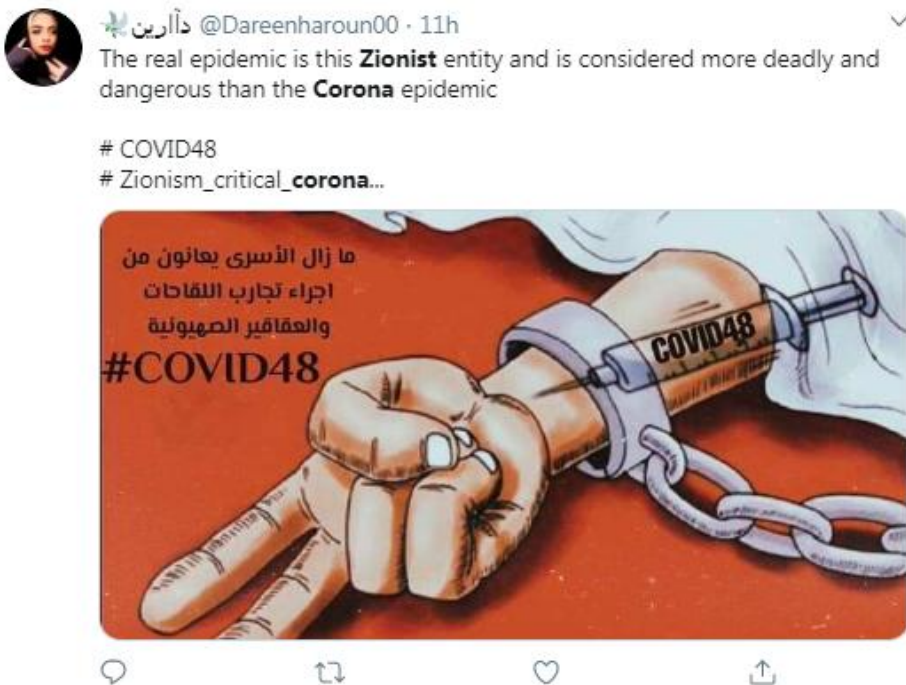 دآارين @Dareenharoun00 · 11h
The real epidemic is this Zionist entity and is considered more deadly and
dangerous than the Corona epidemic
# COVID48
# Zionism_critical_corona...
ما زال الأسرى يعانون من
اجراء تجارب اللقاحات
والعقاقير الصهيونية
#COVID48
COVID48